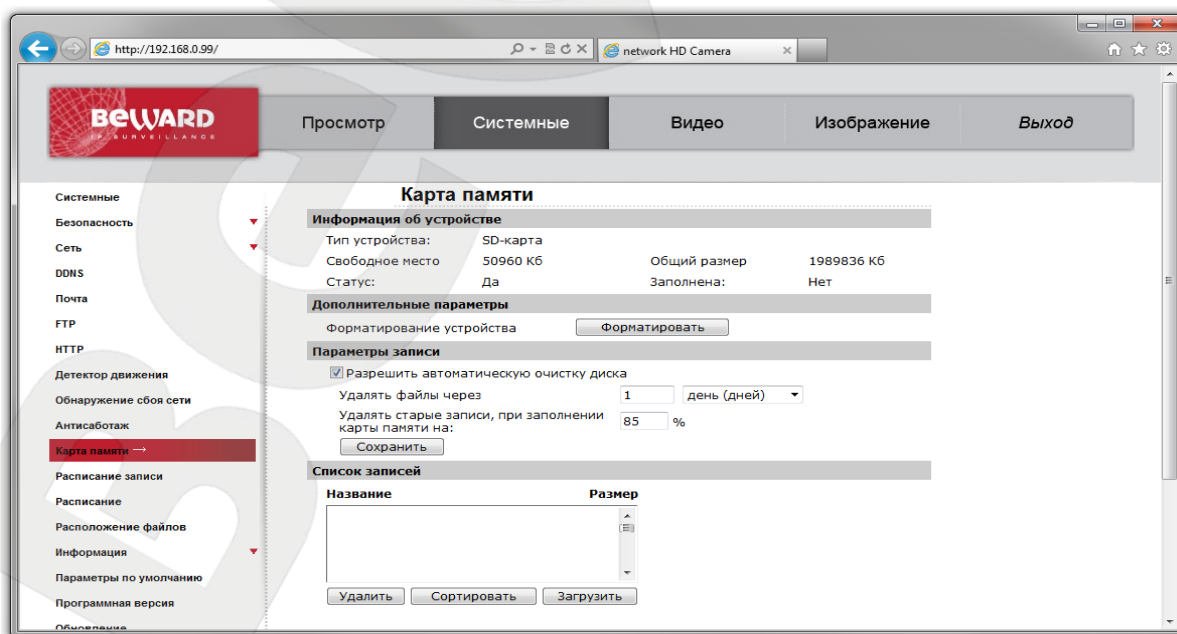 http://192.168.0.99/
network HD Camera
BEWARD
IP SURVEILLANCE
Просмотр
Системные
Видео
Изображение
Выход
Системные
Безопасность
Сеть
DDNS
Почта
FTP
HTTP
Детектор движения
Обнаружение сбоя сети
Антисаботаж
Карта памяти →
Расписание записи
Расписание
Расположение файлов
Информация
Параметры по умолчанию
Программная версия
Обновление
Карта памяти
Информация об устройстве
Тип устройства: SD-карта
Свободное место 50960 Кб Общий размер 1989836 Кб
Статус: Да Заполнена: Нет
Дополнительные параметры
Форматирование устройства Форматировать
Параметры записи
Разрешить автоматическую очистку диска
Удалять файлы через 1 день (дней)
Удалять старые записи, при заполнении
карты памяти на: 85 %
Сохранить
Список записей
Название Размер
Удалить Сортировать Загрузить